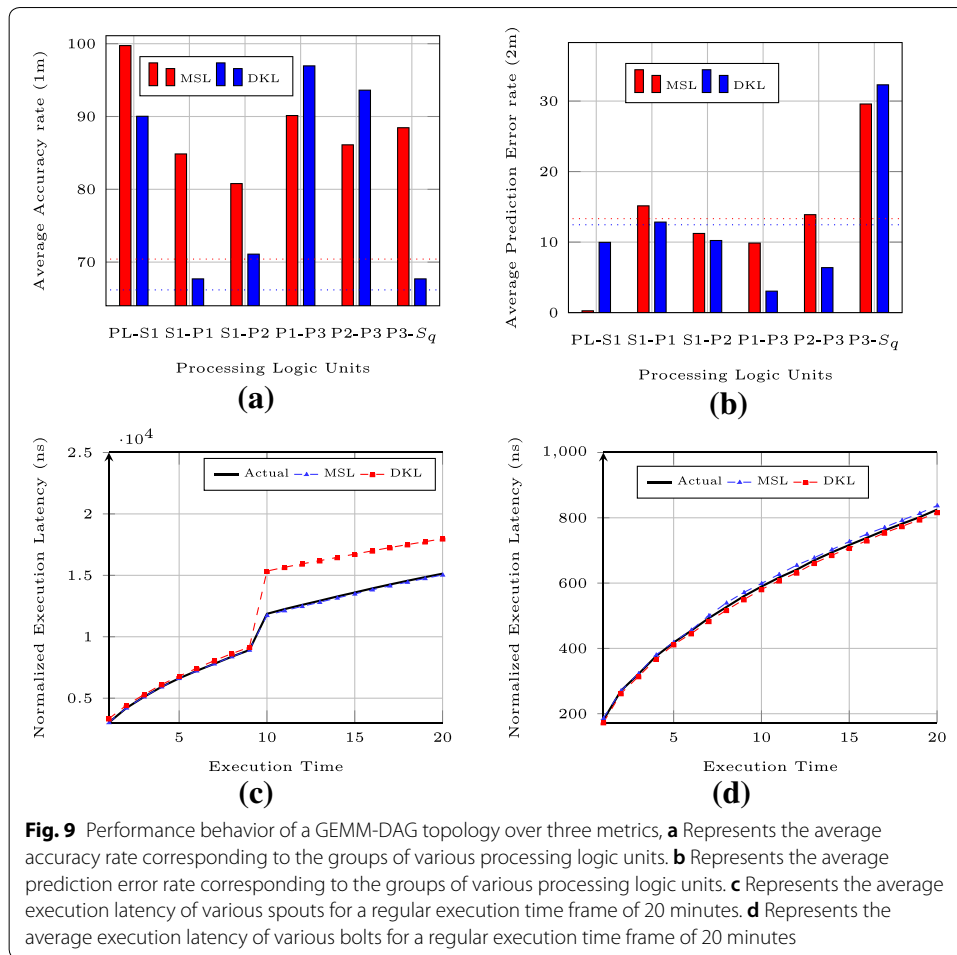 100
90
80
70
Average Accuracy rate (1m)
MSL DKL
PL-S1 S1-P1 S1-P2 P1-P3 P2-P3 P3-Sq
Processing Logic Units
(a)
30
20
10
0
Average Prediction Error rate (2m)
MSL DKL
PL-S1 S1-P1 S1-P2 P1-P3 P2-P3 P3-Sq
Processing Logic Units
(b)
·10⁴
2.5
2
1.5
1
0.5
Normalized Execution Latency (ns)
Actual MSL DKL
5 10 15 20
Execution Time
(c)
1,000
800
600
400
200
Normalized Execution Latency (ns)
Actual MSL DKL
5 10 15 20
Execution Time
(d)
Fig. 9 Performance behavior of a GEMM-DAG topology over three metrics, a Represents the average
accuracy rate corresponding to the groups of various processing logic units. b Represents the average
prediction error rate corresponding to the groups of various processing logic units. c Represents the average
execution latency of various spouts for a regular execution time frame of 20 minutes. d Represents the
average execution latency of various bolts for a regular execution time frame of 20 minutes